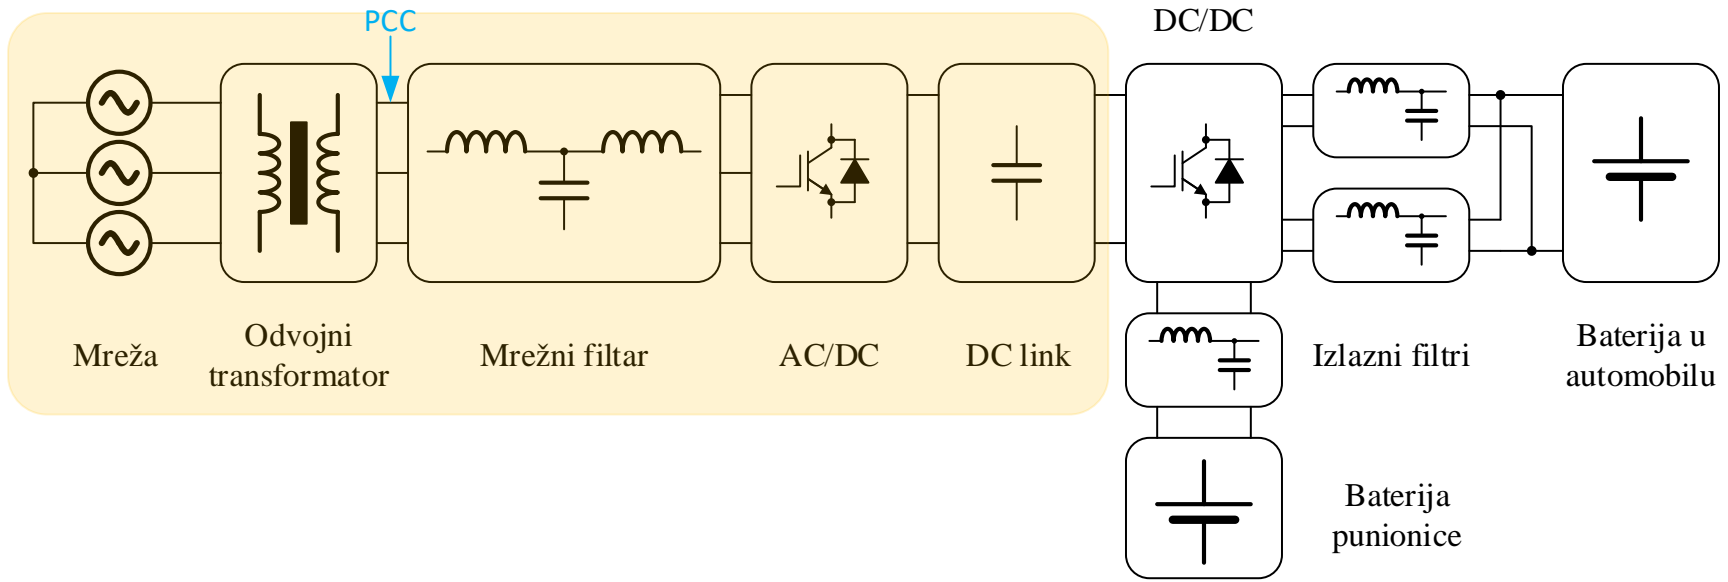 PCC
DC/DC
Mreža
Odvojni
transformator
Mrežni filtar
AC/DC
DC link
Izlazni filtri
Baterija u
automobilu
Baterija
punionice